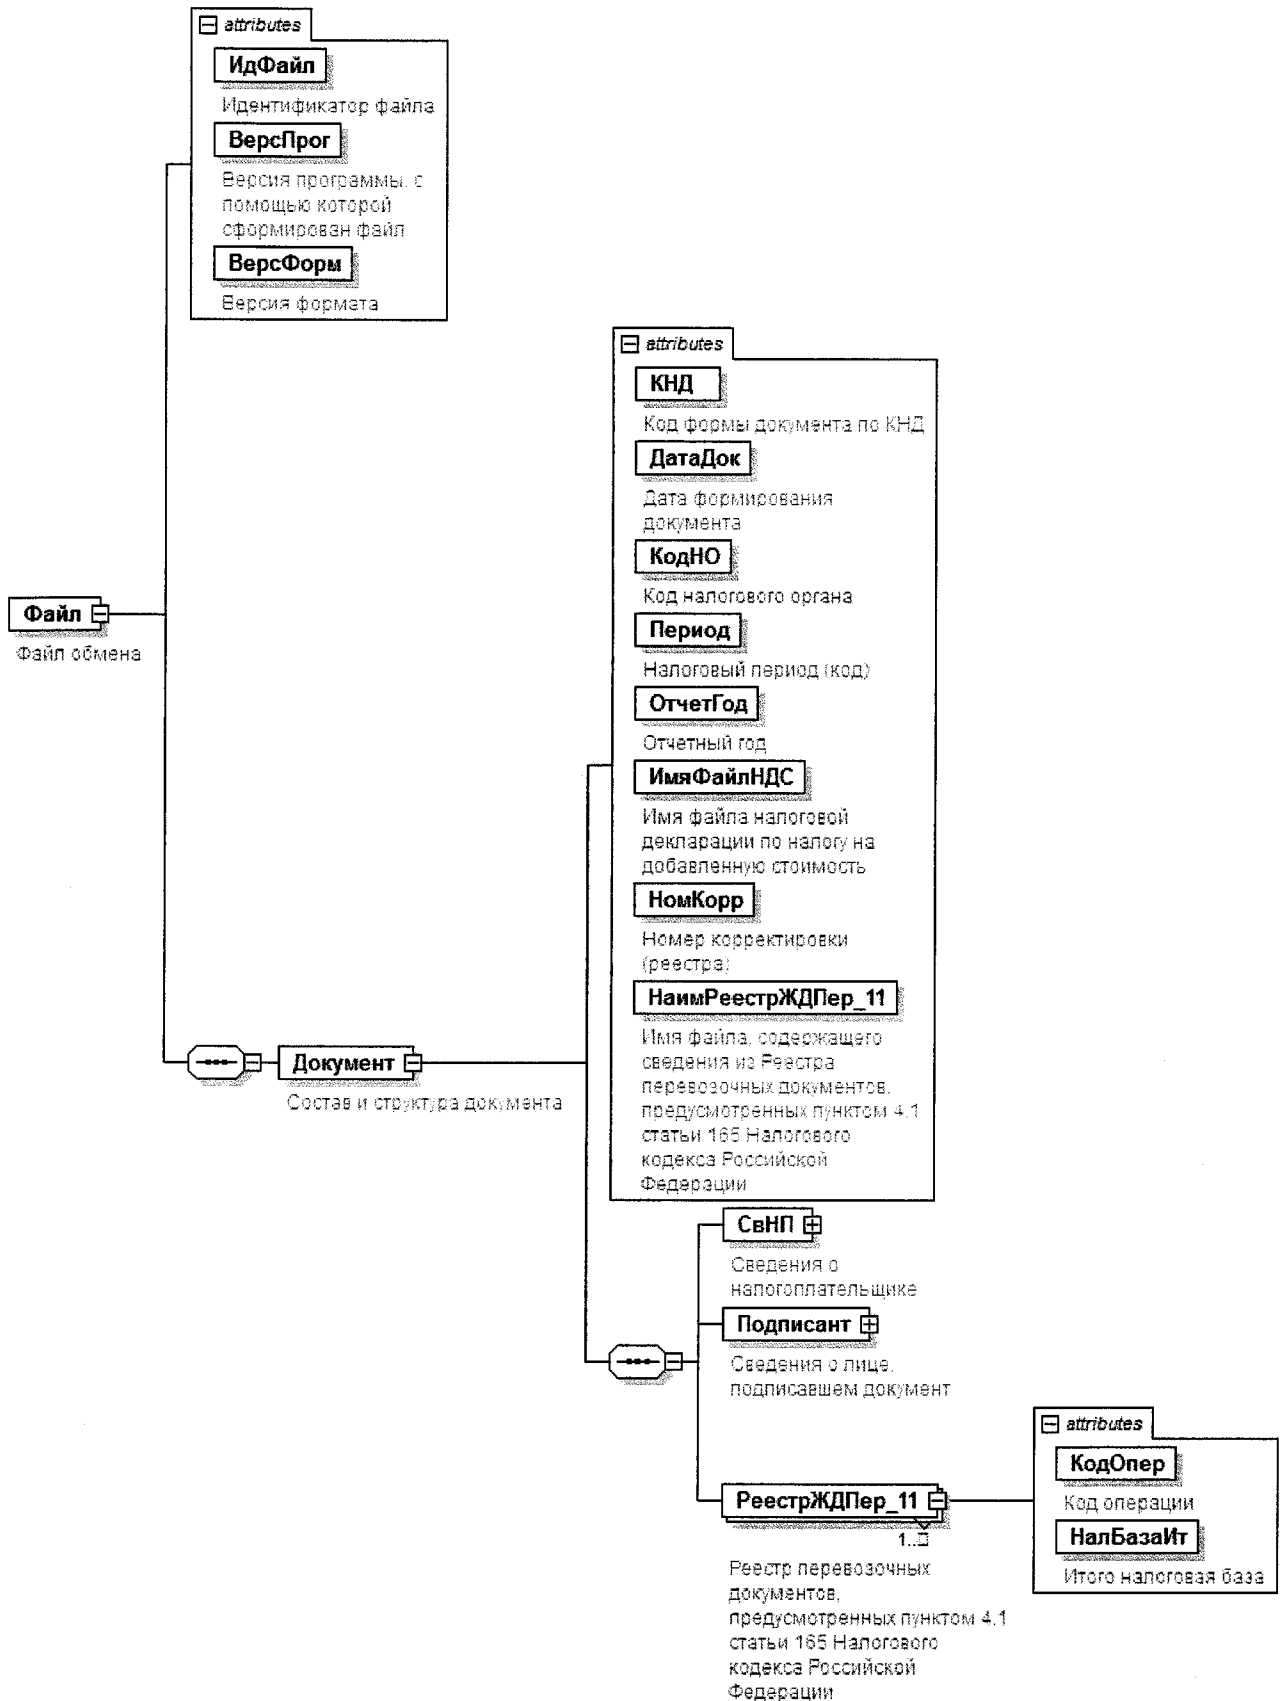 attributes
ИдФайл
Идентификатор файла
ВерсПрог
Версия программы, с
помощью которой
сформирован файл
ВерсФорм
Версия формата
attributes
КНД
Код формы документа по КНД
ДатаДок
Дата формирования
документа
КодНО
Код налогового органа
Период
Налоговый период (код)
ОтчетГод
Отчетный год
ИмяФайлНДС
Имя файла налоговой
декларации по налогу на
добавленную стоимость
НомКорр
Номер корректировки
(реестра)
НаимРеестрЖДПер_11
Имя файла, содержащего
сведения из Реестра
перевозочных документов,
предусмотренных пунктом 4.1
статьи 165 Налогового
кодекса Российской
Федерации
Файл
Файл обмена
Документ
Состав и структура документа
СвНП
Сведения о
налогоплательщике
Подписант
Сведения о лице,
подписавшем документ
РеестрЖДПер_11
1..
Реестр перевозочных
документов,
предусмотренных пунктом 4.1
статьи 165 Налогового
кодекса Российской
Федерации
attributes
КодОпер
Код операции
НалБазаИт
Итого налоговая база